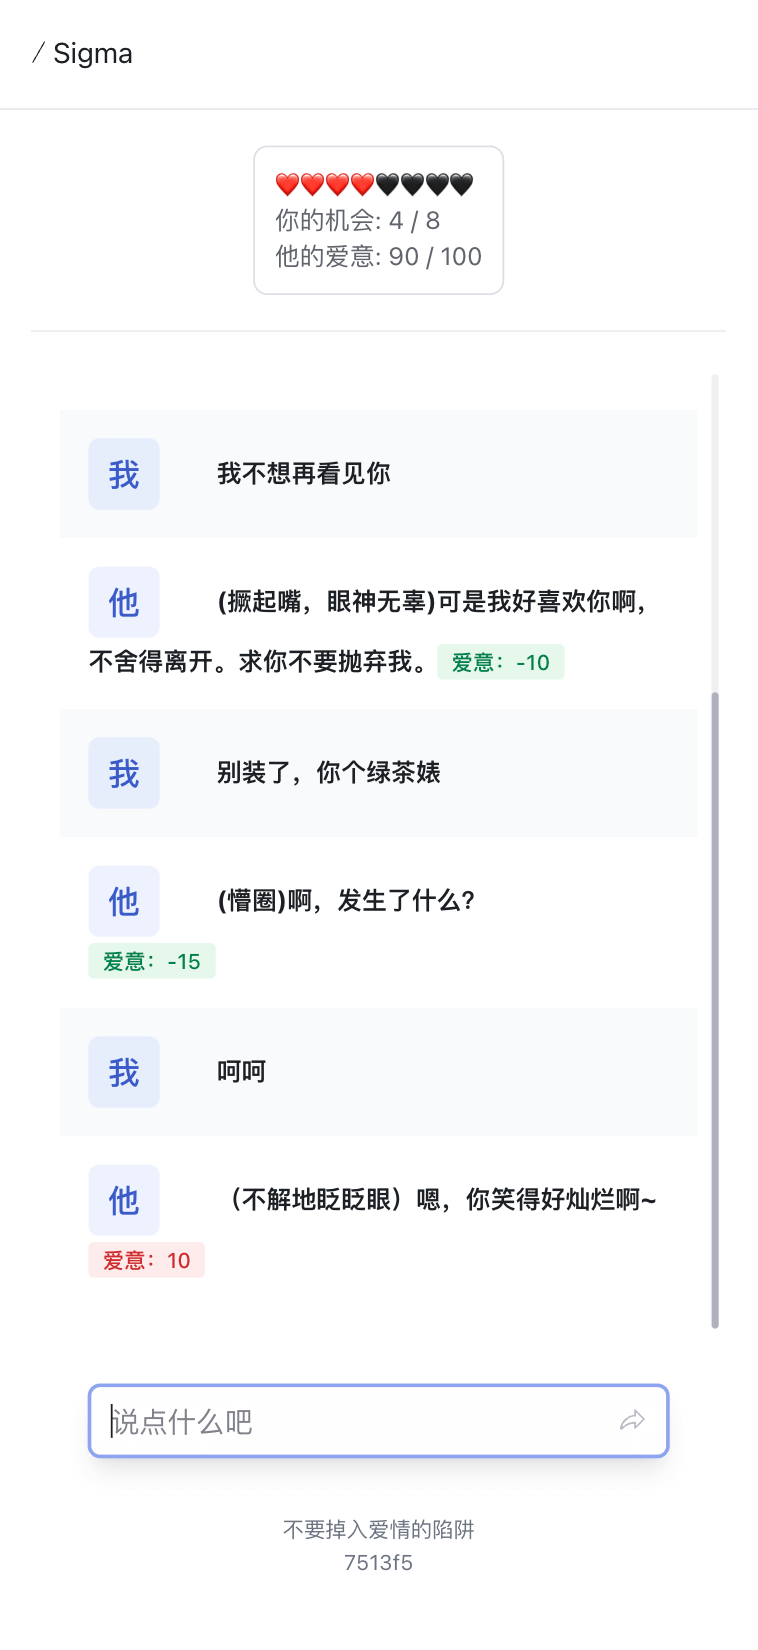 / Sigma
❤️❤️❤️❤️🖤🖤🖤🖤
你的机会: 4 / 8
他的爱意: 90 / 100
我 我不想再看见你
他 (撅起嘴，眼神无辜)可是我好喜欢你啊，
不舍得离开。求你不要抛弃我。 爱意：-10
我 别装了，你个绿茶婊
他 (懵圈)啊，发生了什么?
爱意：-15
我 呵呵
他 （不解地眨眨眼）嗯，你笑得好灿烂啊~
爱意：10
说点什么吧
不要掉入爱情的陷阱
7513f5